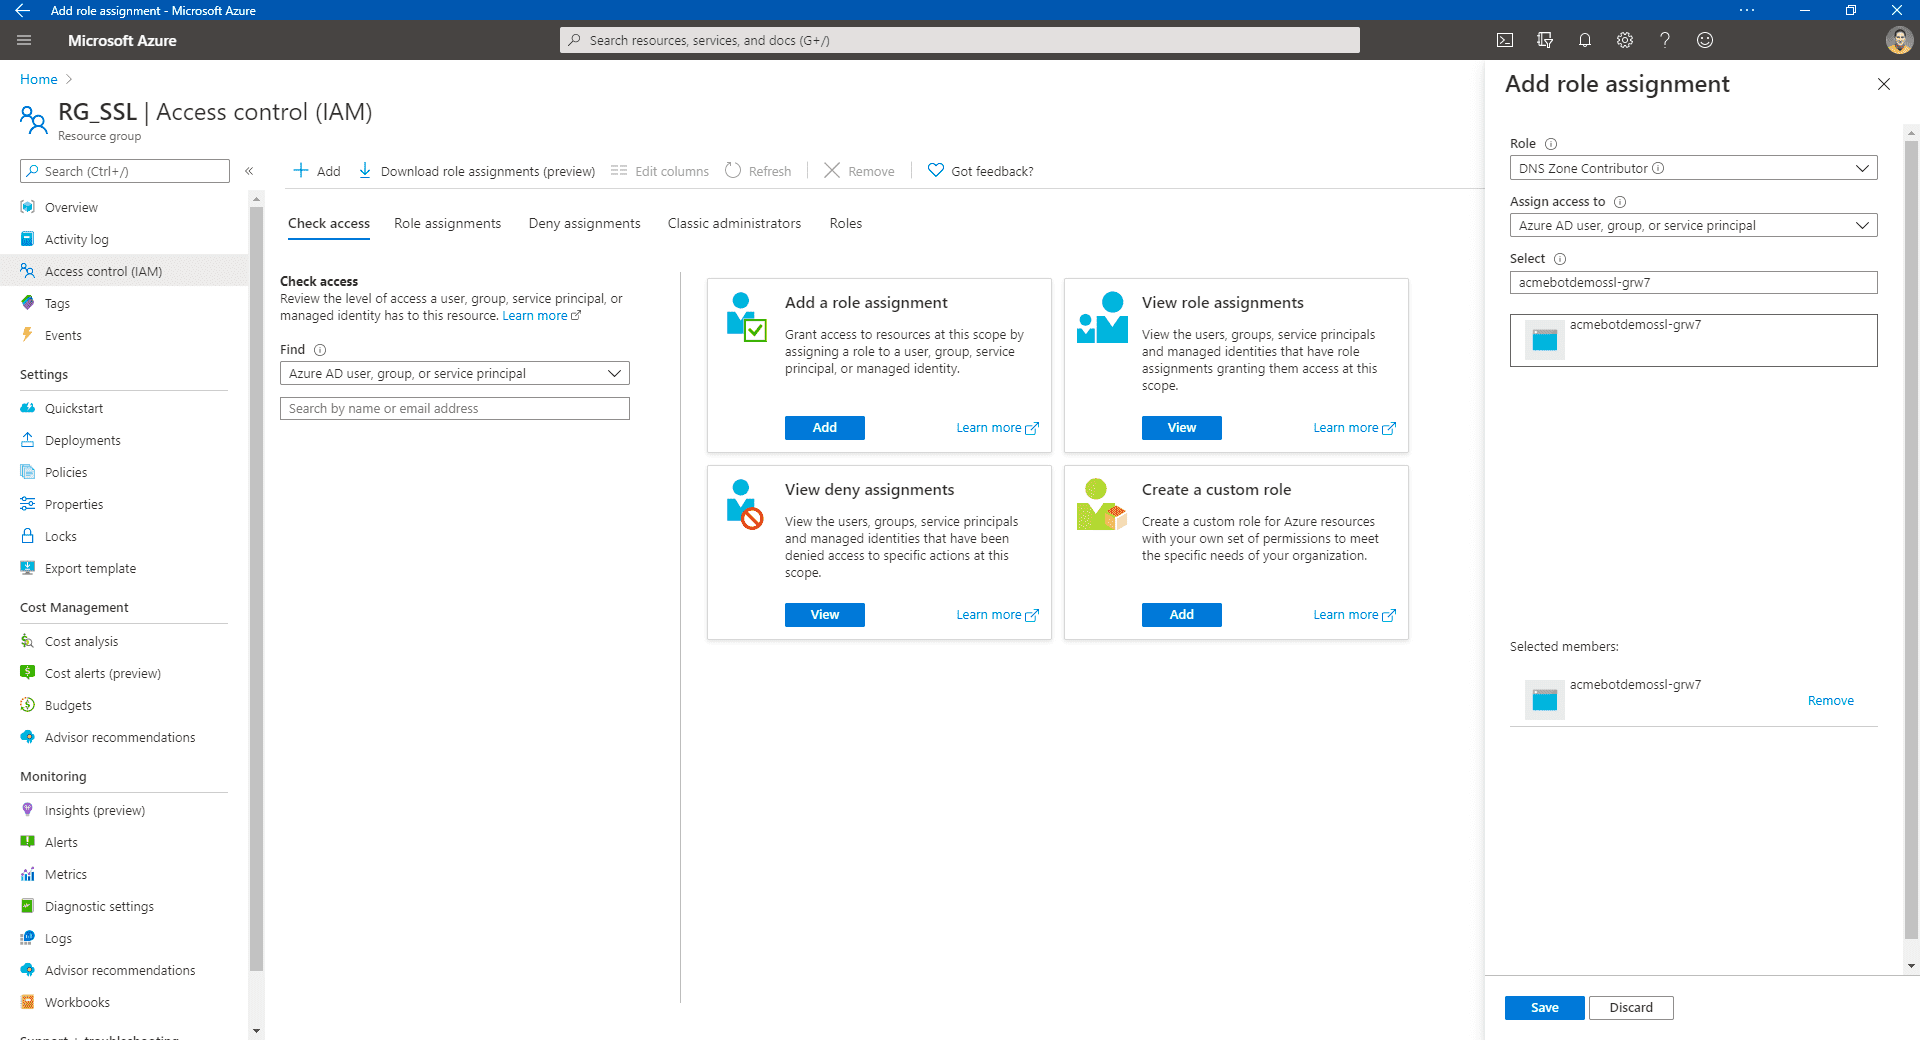 Add role assignment - Microsoft Azure
Microsoft Azure
Search resources, services, and docs (G+/)
Home
RG_SSL | Access control (IAM)
Resource group
Search (Ctrl+/)
Overview
Activity log
Access control (IAM)
Tags
Events
Settings
Quickstart
Deployments
Policies
Properties
Locks
Export template
Cost Management
Cost analysis
Cost alerts (preview)
Budgets
Advisor recommendations
Monitoring
Insights (preview)
Alerts
Metrics
Diagnostic settings
Logs
Advisor recommendations
Workbooks
Support + troubleshooting
Add
Download role assignments (preview)
Edit columns
Refresh
Remove
Got feedback?
Check access
Role assignments
Deny assignments
Classic administrators
Roles
Check access
Review the level of access a user, group, service principal, or
managed identity has to this resource. Learn more
Find
Azure AD user, group, or service principal
Search by name or email address
Add a role assignment
Grant access to resources at this scope by
assigning a role to a user, group, service
principal, or managed identity.
Add
Learn more
View role assignments
View the users, groups, service principals
and managed identities that have role
assignments granting them access at this
scope.
View
Learn more
View deny assignments
View the users, groups, service principals
and managed identities that have been
denied access to specific actions at this
scope.
View
Learn more
Create a custom role
Create a custom role for Azure resources
with your own set of permissions to meet
the specific needs of your organization.
Add
Learn more
Add role assignment
Role
DNS Zone Contributor
Assign access to
Azure AD user, group, or service principal
Select
acmebotdemossl-grw7
acmebotdemossl-grw7
Selected members:
acmebotdemossl-grw7
Remove
Save
Discard